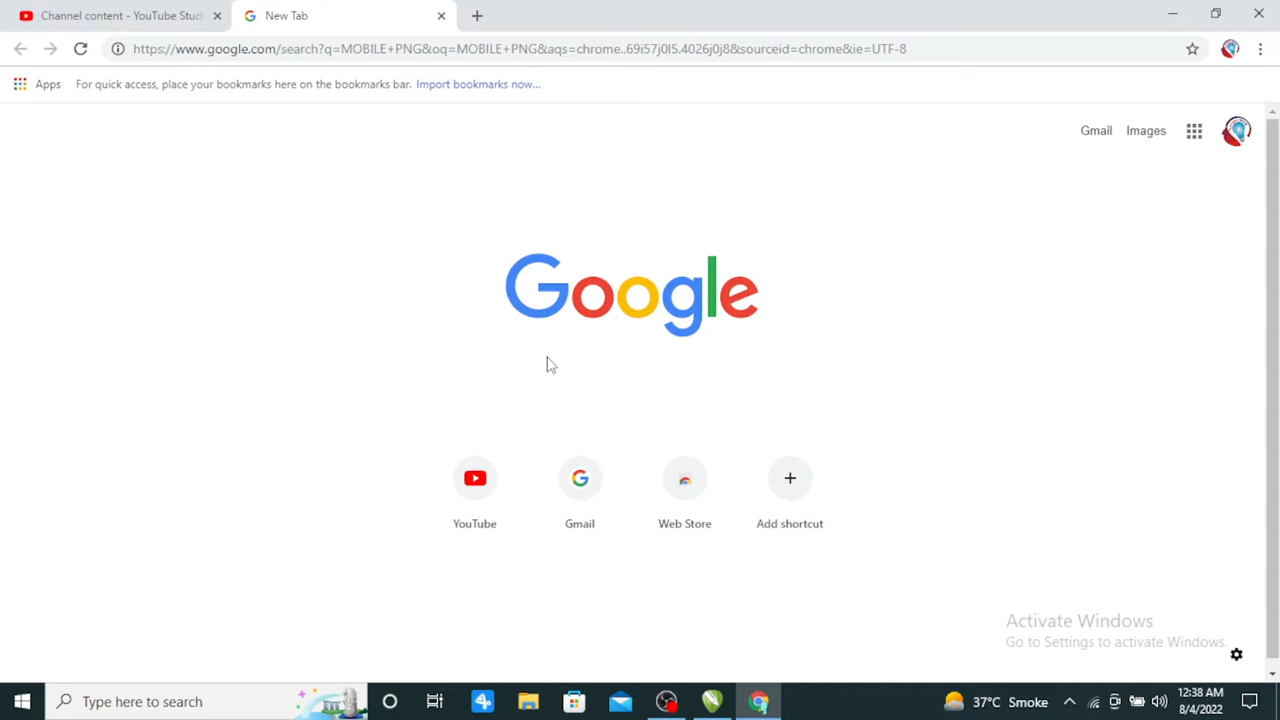 Channel content - YouTube Stud
New Tab
https://www.google.com/search?q=MOBILE+PNG&oq=MOBILE+PNG&aqs=chrome..69i57j0l5.4026j0j8&sourceid=chrome&ie=UTF-8
Apps For quick access, place your bookmarks here on the bookmarks bar. Import bookmarks now...
Gmail Images
Google
YouTube Gmail Web Store Add shortcut
Activate Windows
Go to Settings to activate Windows.
Type here to search
37°C Smoke
12:38 AM
8/4/2022